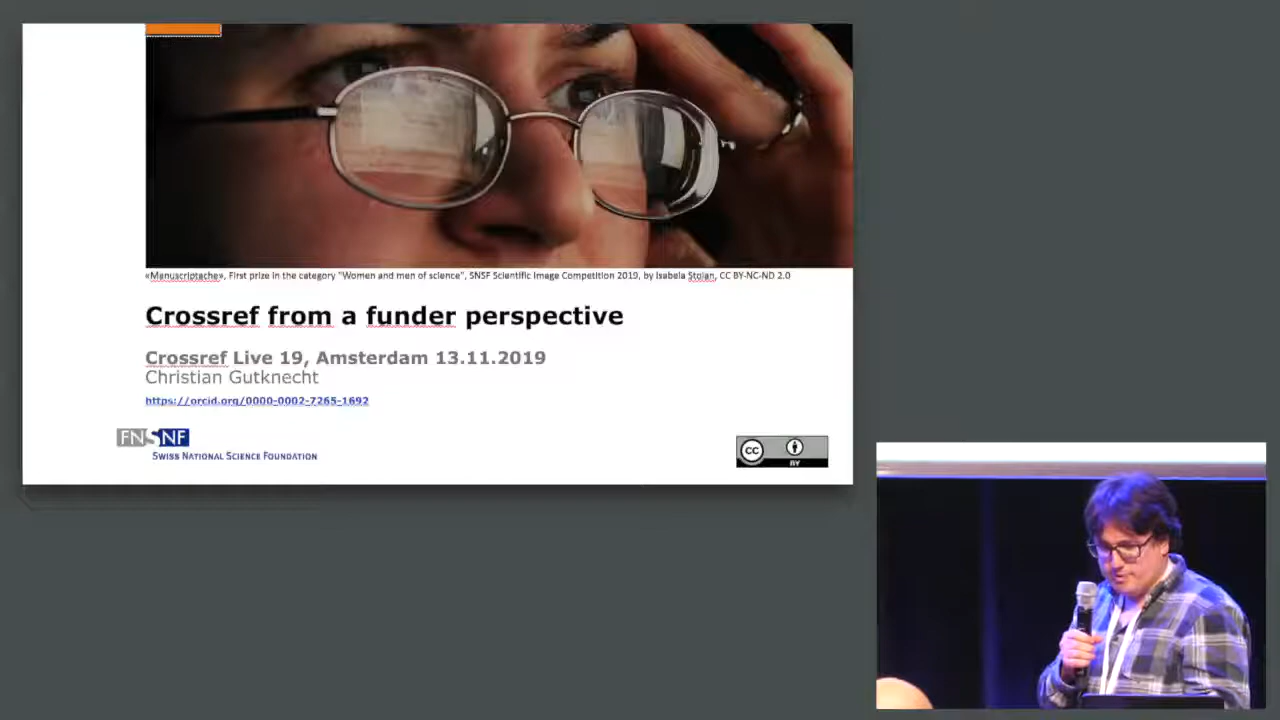 «Manuscriptache», First prize in the category "Women and men of science", SNSF Scientific Image Competition 2019, by Isabela Stoian, CC BY-NC-ND 2.0
Crossref from a funder perspective
Crossref Live 19, Amsterdam 13.11.2019
Christian Gutknecht
https://orcid.org/0000-0002-7265-1692
FNSNF
SWISS NATIONAL SCIENCE FOUNDATION
CC
BY